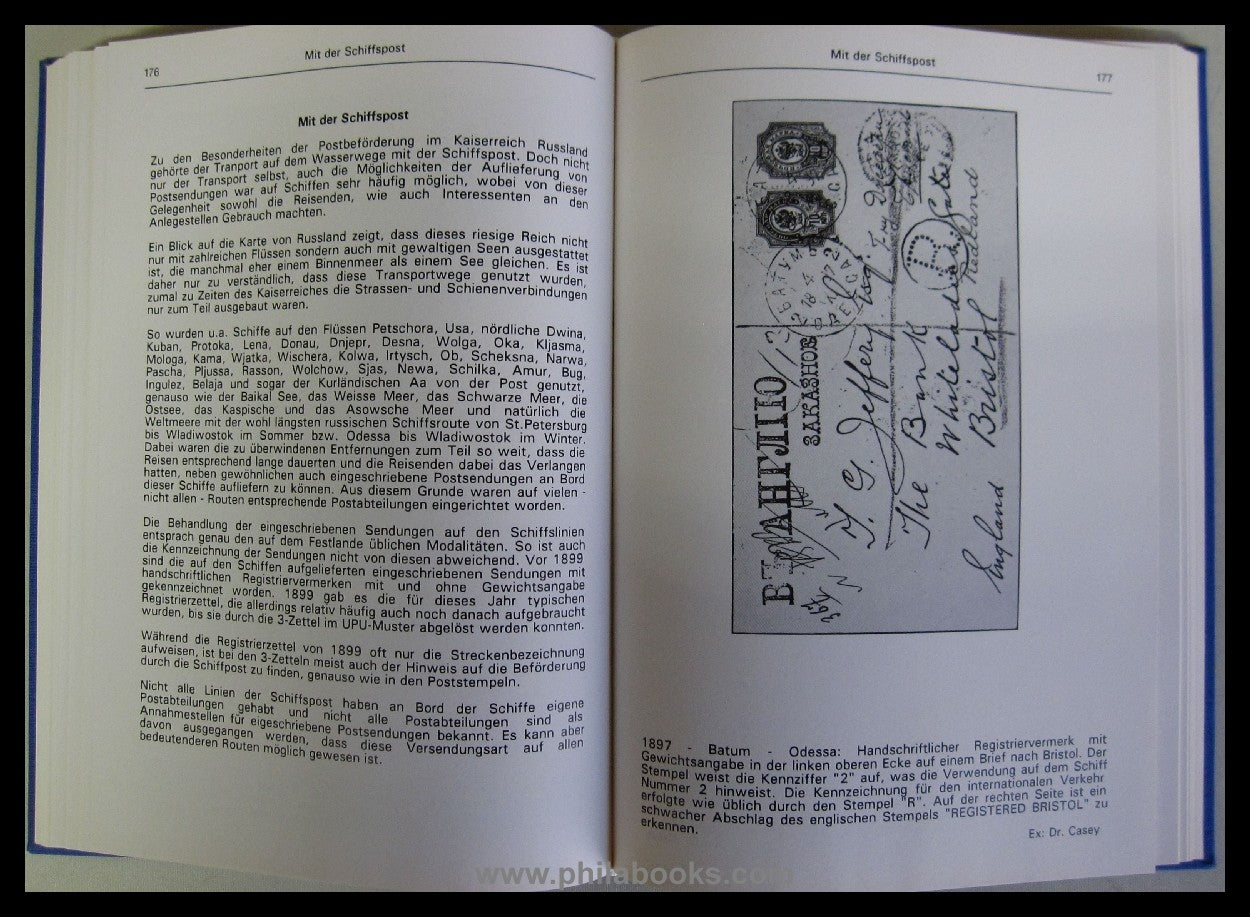 Mit der Schiffspost
176
Mit der Schiffspost
Zu den Besonderheiten der Postbeförderung im Kaiserreich Russland
gehörte der Tranport auf dem Wasserwege mit der Schiffspost. Doch nicht
nur der Transport selbst, auch die Möglichkeiten der Auflieferung von
Postsendungen war auf Schiffen sehr häufig möglich, wobei von dieser
Gelegenheit sowohl die Reisenden, wie auch Interessenten an den
Anlegestellen Gebrauch machten.
Ein Blick auf die Karte von Russland zeigt, dass dieses riesige Reich nicht
nur mit zahlreichen Flüssen sondern auch mit gewaltigen Seen ausgestattet
ist, die manchmal eher einem Binnenmeer als einem See gleichen. Es ist
daher nur zu verständlich, dass diese Transportwege genutzt wurden,
zumal zu Zeiten des Kaiserreiches die Strassen- und Schienenverbindungen
nur zum Teil ausgebaut waren.
So wurden u.a. Schiffe auf den Flüssen Petschora, Usa, nördliche Dwina,
Kuban, Protoka, Lena, Donau, Dnjepr, Desna, Wolga, Oka, Kljasma,
Mologa, Kama, Wjatka, Wischera, Kolwa, Irtysch, Ob, Scheksna, Narwa,
Pascha, Pljussa, Rasson, Wolchow, Sjas, Newa, Schilka, Amur, Bug,
Ingulez, Belaja und sogar der Kurländischen Aa von der Post genutzt,
genauso wie der Baikal See, das Weisse Meer, das Schwarze Meer, die
Ostsee, das Kaspische und das Asowsche Meer und natürlich die
Weltmeere mit der wohl längsten russischen Schiffsroute von St.Petersburg
bis Wladiwostok im Sommer bzw. Odessa bis Wladiwostok im Winter.
Dabei waren die zu überwindenen Entfernungen zum Teil so weit, dass die
Reisen entsprechend lange dauerten und die Reisenden dabei das Verlangen
hatten, neben gewöhnlichen auch eingeschriebene Postsendungen an Bord
dieser Schiffe aufliefern zu können. Aus diesem Grunde waren auf vielen -
nicht allen - Routen entsprechende Postabteilungen eingerichtet worden.
Die Behandlung der eingeschriebenen Sendungen auf den Schiffslinien
entsprach genau den auf dem Festlande üblichen Modalitäten. So ist auch
die Kennzeichnung der Sendungen nicht von diesen abweichend. Vor 1899
sind die auf den Schiffen aufgelieferten eingeschriebenen Sendungen mit
handschriftlichen Registriervermerken mit und ohne Gewichtsangabe
gekennzeichnet worden. 1899 gab es die für dieses Jahr typischen
Registrierzettel, die allerdings relativ häufig auch noch danach aufgebraucht
wurden, bis sie durch die 3-Zettel im UPU-Muster abgelöst werden konnten.
Während die Registrierzettel von 1899 oft nur die Streckenbezeichnung
aufweisen, ist bei den 3-Zetteln meist auch der Hinweis auf die Beförderung
durch die Schiffpost zu finden, genauso wie in den Poststempeln.
Nicht alle Linien der Schiffspost haben an Bord der Schiffe eigene
Postabteilungen gehabt und nicht alle Postabteilungen sind als
Annahmestellen für eigeschriebene Postsendungen bekannt. Es kann aber
davon ausgegangen werden, dass diese Versendungsart auf allen
bedeutenderen Routen möglich gewesen ist.
Mit der Schiffspost
177
ВЪ АНГЛІЮ
ЗАКАЗНОЕ
T. G. Jeffery Esq.
The Bank
Whiteladies Gate
Bristol Redland
England
R
БАТУМ
1897 - Batum - Odessa: Handschriftlicher Registriervermerk mit
Gewichtsangabe in der linken oberen Ecke auf einem Brief nach Bristol. Der
Stempel weist die Kennziffer "2" auf, was die Verwendung auf dem Schiff
Nummer 2 hinweist. Die Kennzeichnung für den internationalen Verkehr
erfolgte wie üblich durch den Stempel "R". Auf der rechten Seite ist ein
schwacher Abschlag des englischen Stempels "REGISTERED BRISTOL" zu
erkennen.
Ex: Dr. Casey
www.philabooks.com